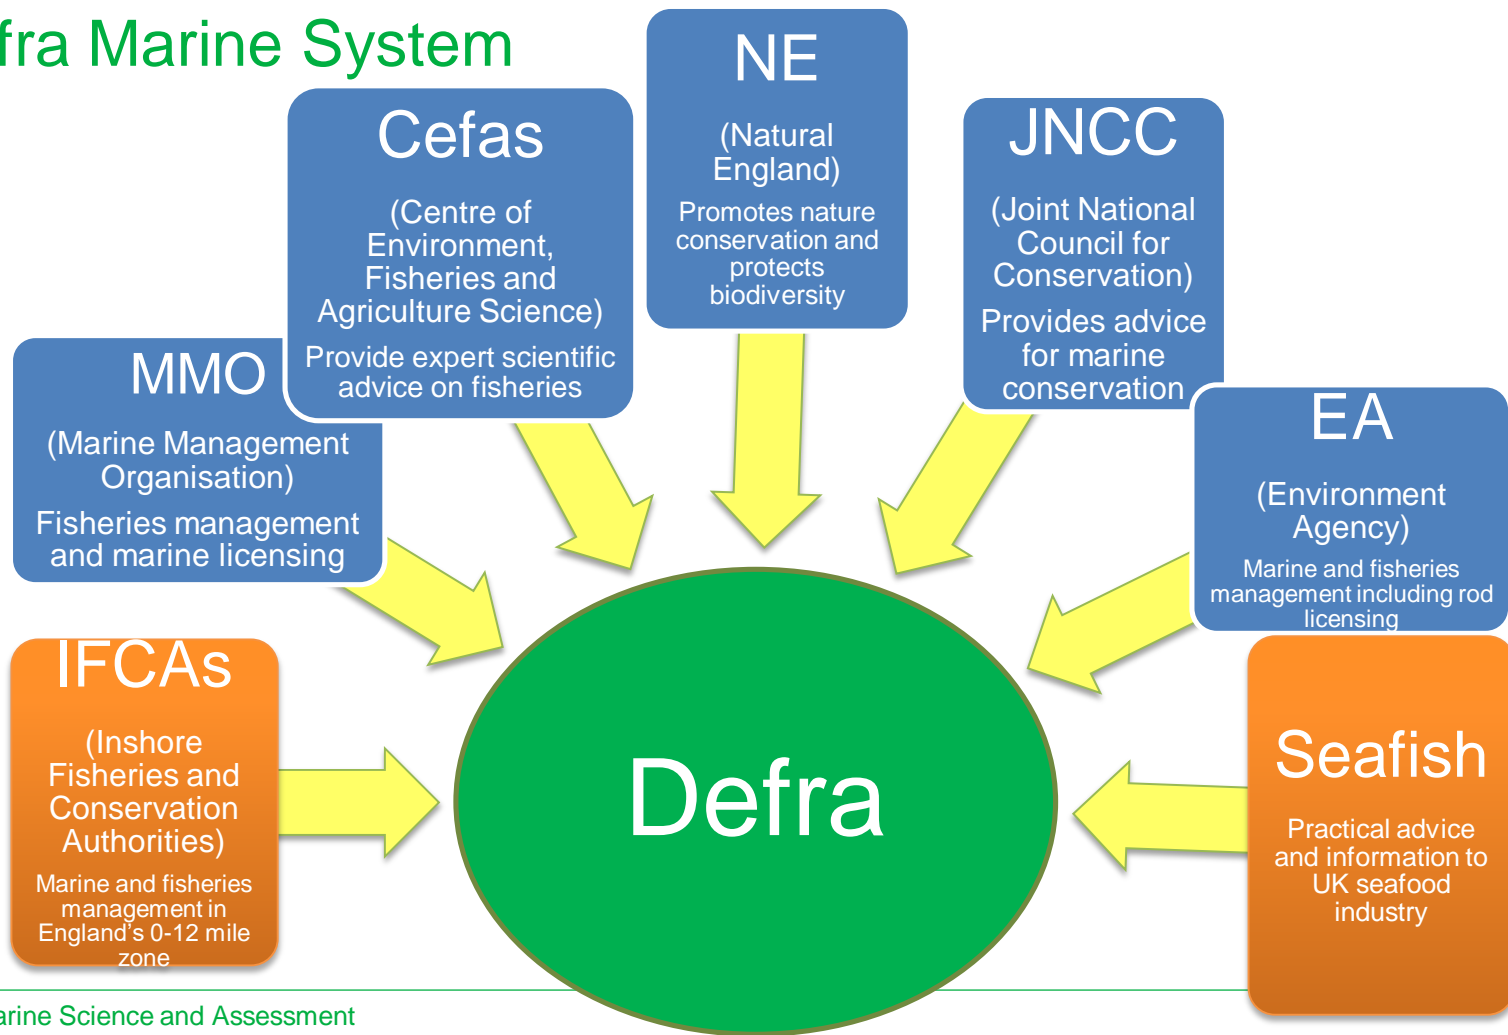 fra Marine System
NE
(Natural
England)
Promotes nature
conservation and
protects
biodiversity
Cefas
(Centre of
Environment,
Fisheries and
Agriculture Science)
Provide expert scientific
advice on fisheries
JNCC
(Joint National
Council for
Conservation)
Provides advice
for marine
conservation
MMO
(Marine Management
Organisation)
Fisheries management
and marine licensing
EA
(Environment
Agency)
Marine and fisheries
management including rod
licensing
IFCAs
(Inshore
Fisheries and
Conservation
Authorities)
Marine and fisheries
management in
England's 0-12 mile
zone
Defra
Seafish
Practical advice
and information to
UK seafood
industry
arine Science and Assessment